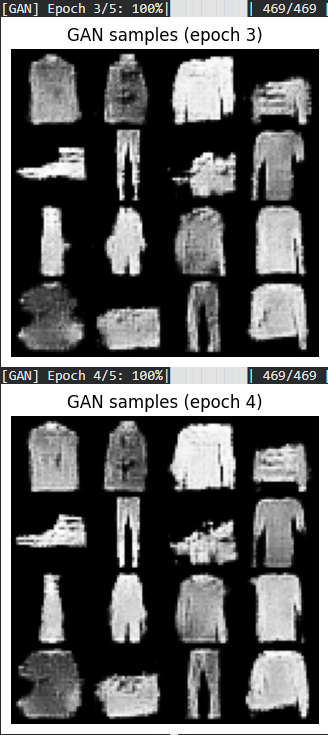 [GAN] Epoch 3/5: 100%| | 469/469 |
GAN samples (epoch 3)
[GAN] Epoch 4/5: 100%| | 469/469 |
GAN samples (epoch 4)